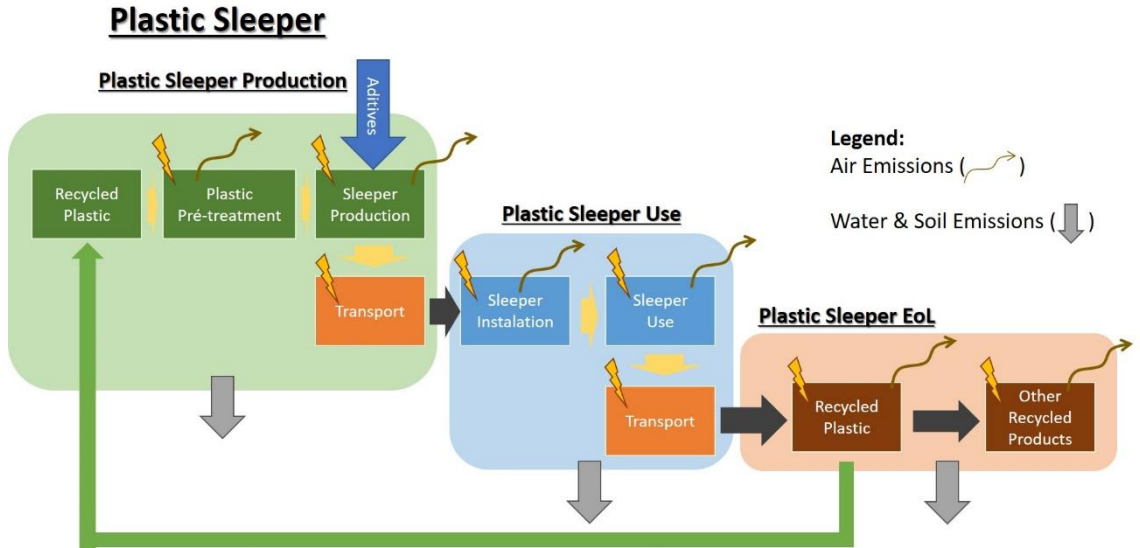 Plastic Sleeper
Plastic Sleeper Production
Aditives
Recycled
Plastic
Plastic
Pré-treatment
Sleeper
Production
Transport
Plastic Sleeper Use
Sleeper
Instalation
Sleeper
Use
Transport
Plastic Sleeper EoL
Recycled
Plastic
Other
Recycled
Products
Legend:
Air Emissions ( )
Water & Soil Emissions ( )